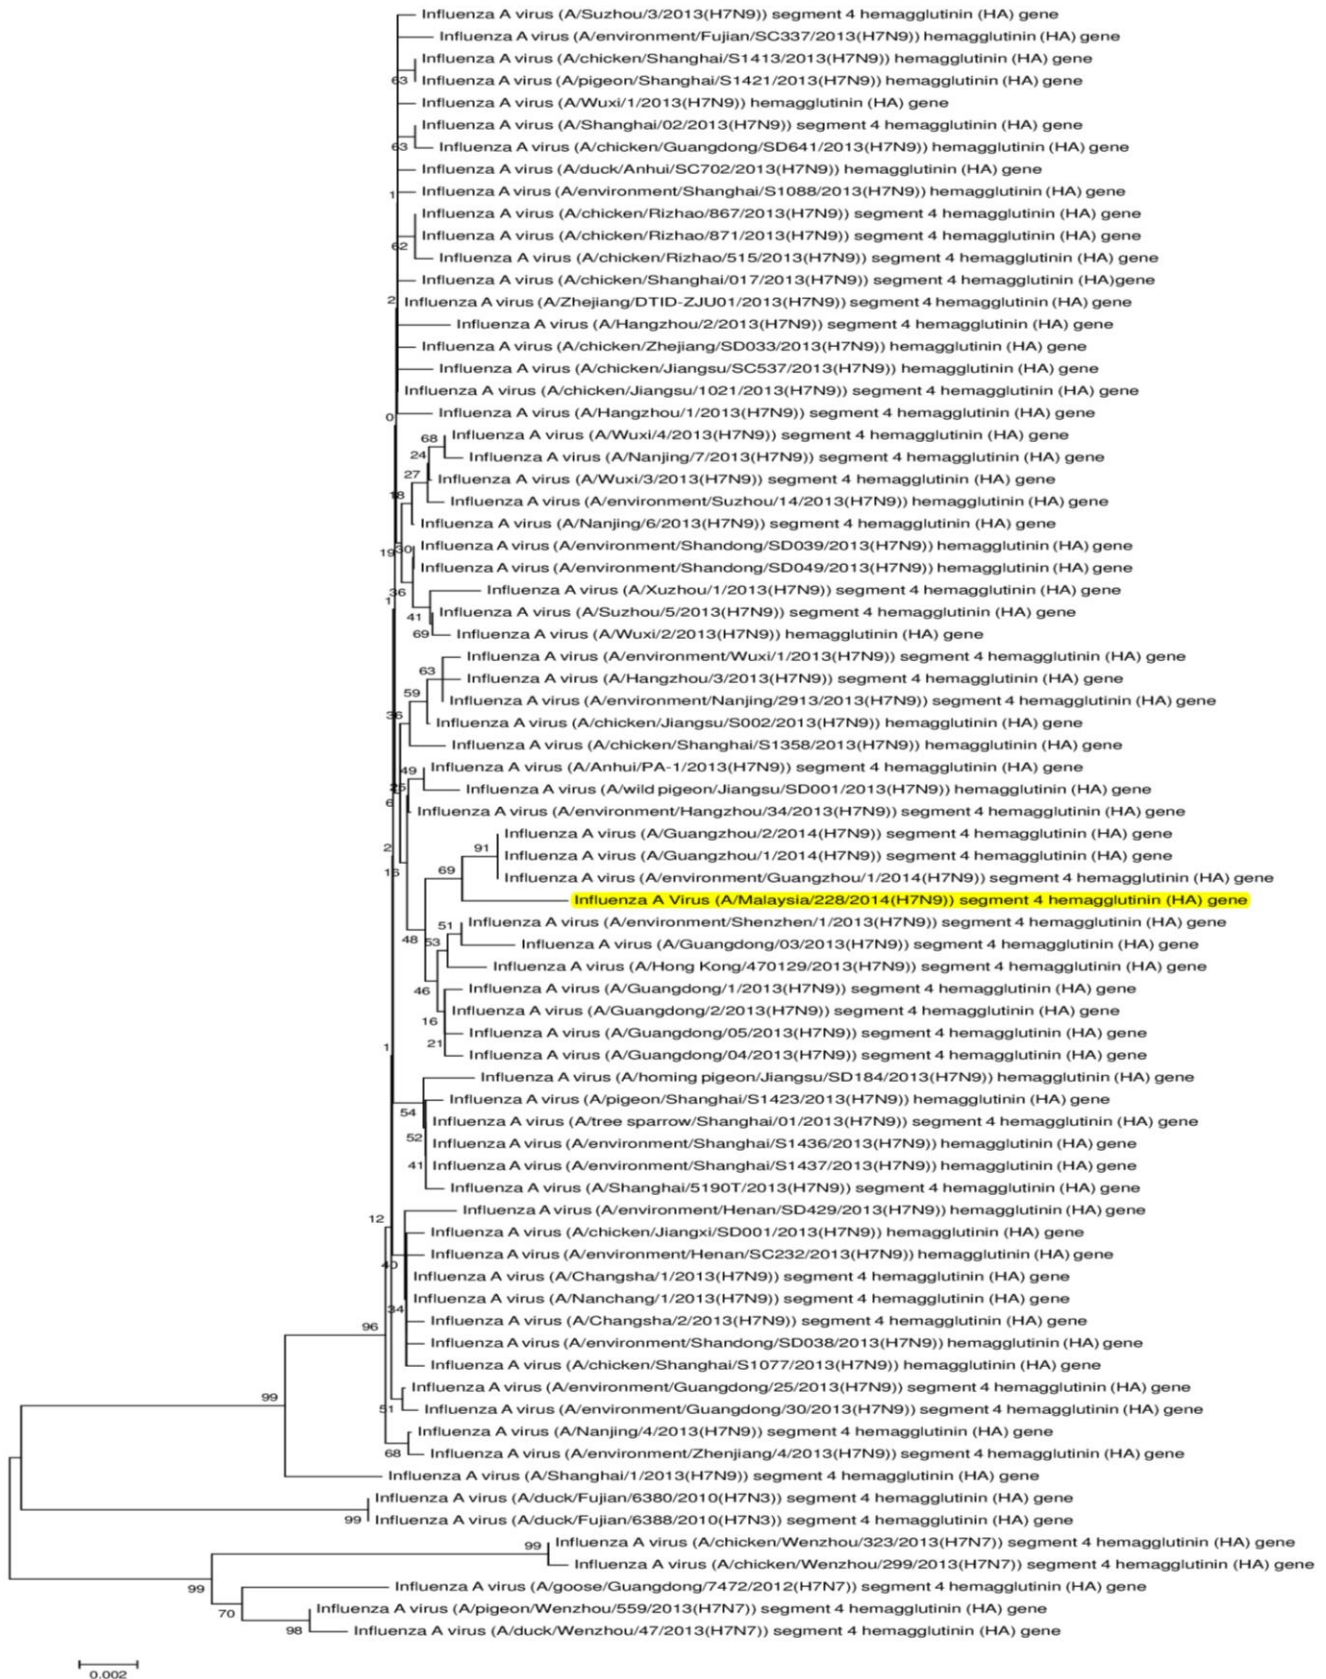 Influenza A virus (A/Suzhou/3/2013(H7N9)) segment 4 hemagglutinin (HA) gene
Influenza A virus (A/environment/Fujian/SC337/2013(H7N9)) hemagglutinin (HA) gene
Influenza A virus (A/chicken/Shanghai/S1413/2013(H7N9)) hemagglutinin (HA) gene
63 Influenza A virus (A/pigeon/Shanghai/S1421/2013(H7N9)) hemagglutinin (HA) gene
Influenza A virus (A/Wuxi/1/2013(H7N9)) hemagglutinin (HA) gene
Influenza A virus (A/Shanghai/02/2013(H7N9)) segment 4 hemagglutinin (HA) gene
63 Influenza A virus (A/chicken/Guangdong/SD641/2013(H7N9)) hemagglutinin (HA) gene
Influenza A virus (A/duck/Anhui/SC702/2013(H7N9)) hemagglutinin (HA) gene
1 Influenza A virus (A/environment/Shanghai/S1088/2013(H7N9)) hemagglutinin (HA) gene
Influenza A virus (A/chicken/Rizhao/867/2013(H7N9)) segment 4 hemagglutinin (HA) gene
Influenza A virus (A/chicken/Rizhao/871/2013(H7N9)) segment 4 hemagglutinin (HA) gene
62
Influenza A virus (A/chicken/Rizhao/515/2013(H7N9)) segment 4 hemagglutinin (HA) gene
Influenza A virus (A/chicken/Shanghai/017/2013(H7N9)) segment 4 hemagglutinin (HA)gene
2 Influenza A virus (A/Zhejiang/DTID-ZJU01/2013(H7N9)) segment 4 hemagglutinin (HA) gene
Influenza A virus (A/Hangzhou/2/2013(H7N9)) segment 4 hemagglutinin (HA) gene
Influenza A virus (A/chicken/Zhejiang/SD033/2013(H7N9)) hemagglutinin (HA) gene
Influenza A virus (A/chicken/Jiangsu/SC537/2013(H7N9)) hemagglutinin (HA) gene
Influenza A virus (A/chicken/Jiangsu/1021/2013(H7N9)) segment 4 hemagglutinin (HA) gene
0 Influenza A virus (A/Hangzhou/1/2013(H7N9)) segment 4 hemagglutinin (HA) gene
68 Influenza A virus (A/Wuxi/4/2013(H7N9)) segment 4 hemagglutinin (HA) gene
24 Influenza A virus (A/Nanjing/7/2013(H7N9)) segment 4 hemagglutinin (HA) gene
27 Influenza A virus (A/Wuxi/3/2013(H7N9)) segment 4 hemagglutinin (HA) gene
18 Influenza A virus (A/environment/Suzhou/14/2013(H7N9)) hemagglutinin (HA) gene
Influenza A virus (A/Nanjing/6/2013(H7N9)) segment 4 hemagglutinin (HA) gene
19 30 Influenza A virus (A/environment/Shandong/SD039/2013(H7N9)) hemagglutinin (HA) gene
Influenza A virus (A/environment/Shandong/SD049/2013(H7N9)) hemagglutinin (HA) gene
36 Influenza A virus (A/Xuzhou/1/2013(H7N9)) segment 4 hemagglutinin (HA) gene
1
41 Influenza A virus (A/Suzhou/5/2013(H7N9)) segment 4 hemagglutinin (HA) gene
69 Influenza A virus (A/Wuxi/2/2013(H7N9)) hemagglutinin (HA) gene
Influenza A virus (A/environment/Wuxi/1/2013(H7N9)) segment 4 hemagglutinin (HA) gene
63 Influenza A virus (A/Hangzhou/3/2013(H7N9)) segment 4 hemagglutinin (HA) gene
59 Influenza A virus (A/environment/Nanjing/2913/2013(H7N9)) segment 4 hemagglutinin (HA) gene
36 Influenza A virus (A/chicken/Jiangsu/S002/2013(H7N9)) hemagglutinin (HA) gene
Influenza A virus (A/chicken/Shanghai/S1358/2013(H7N9)) hemagglutinin (HA) gene
49 Influenza A virus (A/Anhui/PA-1/2013(H7N9)) segment 4 hemagglutinin (HA) gene
Influenza A virus (A/wild pigeon/Jiangsu/SD001/2013(H7N9)) hemagglutinin (HA) gene
6 Influenza A virus (A/environment/Hangzhou/34/2013(H7N9)) segment 4 hemagglutinin (HA) gene
Influenza A virus (A/Guangzhou/2/2014(H7N9)) segment 4 hemagglutinin (HA) gene
2 91 Influenza A virus (A/Guangzhou/1/2014(H7N9)) segment 4 hemagglutinin (HA) gene
16 69 Influenza A virus (A/environment/Guangzhou/1/2014(H7N9)) segment 4 hemagglutinin (HA) gene
Influenza A Virus (A/Malaysia/228/2014(H7N9)) segment 4 hemagglutinin (HA) gene
51 Influenza A virus (A/environment/Shenzhen/1/2013(H7N9)) segment 4 hemagglutinin (HA) gene
48 53 Influenza A virus (A/Guangdong/03/2013(H7N9)) segment 4 hemagglutinin (HA) gene
Influenza A virus (A/Hong Kong/470129/2013(H7N9)) segment 4 hemagglutinin (HA) gene
46 Influenza A virus (A/Guangdong/1/2013(H7N9)) segment 4 hemagglutinin (HA) gene
Influenza A virus (A/Guangdong/2/2013(H7N9)) segment 4 hemagglutinin (HA) gene
16
Influenza A virus (A/Guangdong/05/2013(H7N9)) segment 4 hemagglutinin (HA) gene
1 21 Influenza A virus (A/Guangdong/04/2013(H7N9)) segment 4 hemagglutinin (HA) gene
Influenza A virus (A/homing pigeon/Jiangsu/SD184/2013(H7N9)) hemagglutinin (HA) gene
Influenza A virus (A/pigeon/Shanghai/S1423/2013(H7N9)) hemagglutinin (HA) gene
54 Influenza A virus (A/tree sparrow/Shanghai/01/2013(H7N9)) segment 4 hemagglutinin (HA) gene
52 Influenza A virus (A/environment/Shanghai/S1436/2013(H7N9)) hemagglutinin (HA) gene
41 Influenza A virus (A/environment/Shanghai/S1437/2013(H7N9)) hemagglutinin (HA) gene
Influenza A virus (A/Shanghai/5190T/2013(H7N9)) segment 4 hemagglutinin (HA) gene
12 Influenza A virus (A/environment/Henan/SD429/2013(H7N9)) hemagglutinin (HA) gene
Influenza A virus (A/chicken/Jiangxi/SD001/2013(H7N9)) hemagglutinin (HA) gene
Influenza A virus (A/environment/Henan/SC232/2013(H7N9)) hemagglutinin (HA) gene
40
Influenza A virus (A/Changsha/1/2013(H7N9)) segment 4 hemagglutinin (HA) gene
Influenza A virus (A/Nanchang/1/2013(H7N9)) segment 4 hemagglutinin (HA) gene
34
96 Influenza A virus (A/Changsha/2/2013(H7N9)) segment 4 hemagglutinin (HA) gene
Influenza A virus (A/environment/Shandong/SD038/2013(H7N9)) hemagglutinin (HA) gene
Influenza A virus (A/chicken/Shanghai/S1077/2013(H7N9)) hemagglutinin (HA) gene
99 Influenza A virus (A/environment/Guangdong/25/2013(H7N9)) segment 4 hemagglutinin (HA) gene
51 Influenza A virus (A/environment/Guangdong/30/2013(H7N9)) segment 4 hemagglutinin (HA) gene
Influenza A virus (A/Nanjing/4/2013(H7N9)) segment 4 hemagglutinin (HA) gene
68 Influenza A virus (A/environment/Zhenjiang/4/2013(H7N9)) segment 4 hemagglutinin (HA) gene
Influenza A virus (A/Shanghai/1/2013(H7N9)) segment 4 hemagglutinin (HA) gene
Influenza A virus (A/duck/Fujian/6380/2010(H7N3)) segment 4 hemagglutinin (HA) gene
99 Influenza A virus (A/duck/Fujian/6388/2010(H7N3)) segment 4 hemagglutinin (HA) gene
99 Influenza A virus (A/chicken/Wenzhou/323/2013(H7N7)) segment 4 hemagglutinin (HA) gene
Influenza A virus (A/chicken/Wenzhou/299/2013(H7N7)) segment 4 hemagglutinin (HA) gene
99 Influenza A virus (A/goose/Guangdong/7472/2012(H7N7)) segment 4 hemagglutinin (HA) gene
70 Influenza A virus (A/pigeon/Wenzhou/559/2013(H7N7)) segment 4 hemagglutinin (HA) gene
98 Influenza A virus (A/duck/Wenzhou/47/2013(H7N7)) segment 4 hemagglutinin (HA) gene
0.002